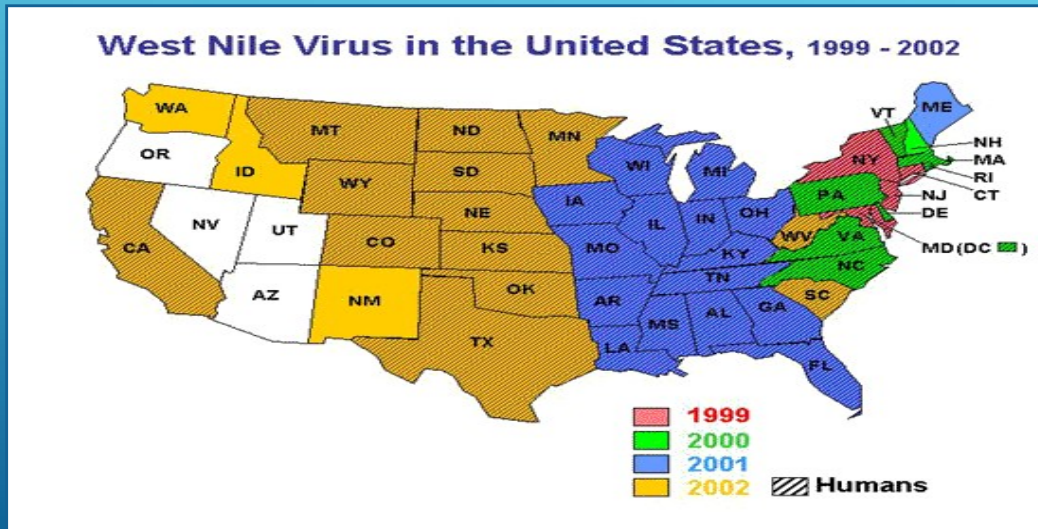 West Nile Virus in the United States, 1999 - 2002
WA
MT
ND
MN
VT
ME
OR
ID
WY
SD
WI
MI
NY
NH
MA
RI
CT
NJ
DE
MD (DC )
NV
UT
CO
NE
KS
IA
IL
IN
OH
PA
WV
VA
CA
AZ
NM
OK
MO
KY
NC
TN
SC
TX
AR
MS
AL
GA
LA
FL
1999
2000
2001
2002
Humans